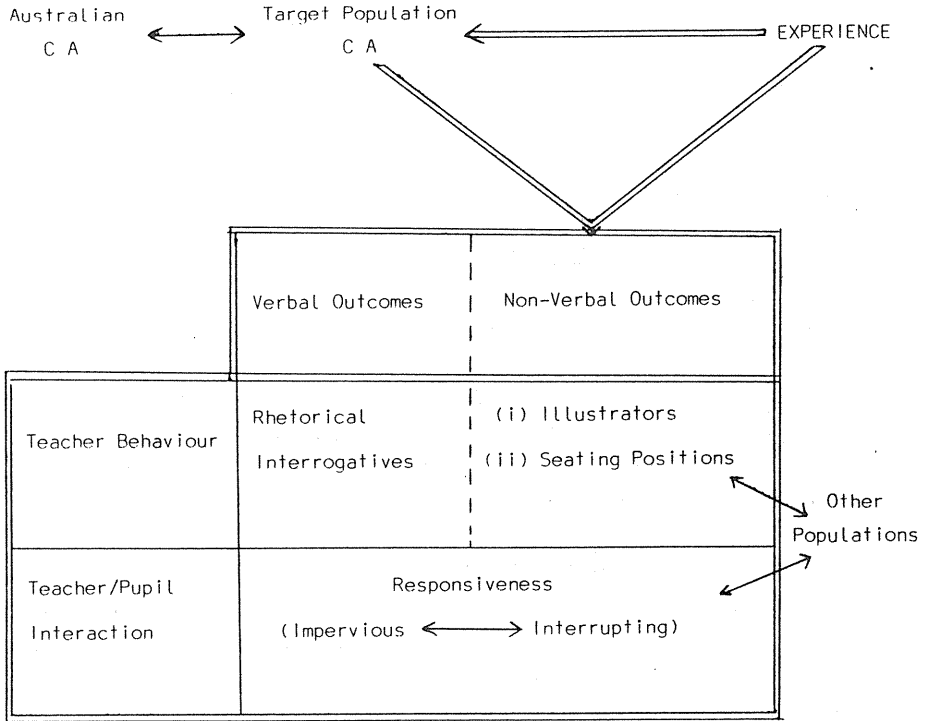 Australian
C A
Target Population
C A
EXPERIENCE
Verbal Outcomes
Non-Verbal Outcomes
Teacher Behaviour
Rhetorical
Interrogatives
(i) Illustrators
(ii) Seating Positions
Other
Populations
Teacher/Pupil
Interaction
Responsiveness
(Impervious Interrupting)